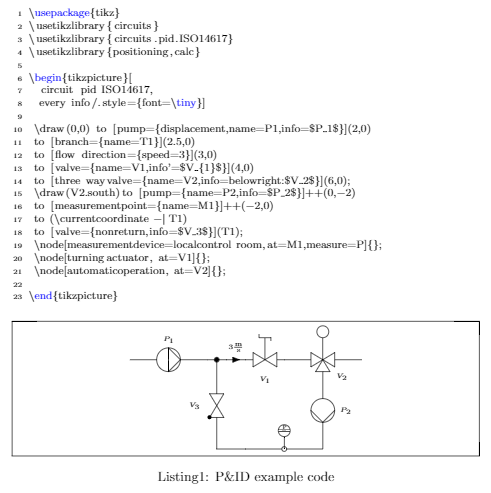 1 \usepackage{tikz}
2 \usetikzlibrary{circuits}
3 \usetikzlibrary{circuits.pid.ISO14617}
4 \usetikzlibrary{positioning,calc}
5
6 \begin{tikzpicture}[
7 circuit pid ISO14617,
8 every info/.style={font=\tiny}]
9
10 \draw(0,0) to [pump={displacement,name=P1,info=$P_1$}](2,0)
11 to [branch={name=T1}](2.5,0)
12 to [flow direction={speed=3}](3,0)
13 to [valve={name=V1,info'=$V_{1}$}](4,0)
14 to [three way valve={name=V2,info=belowright:$V_2$}](6,0);
15 \draw(V2.south) to [pump={name=P2,info=$P_2$}]++(0,−2)
16 to [measurementpoint={name=M1}]++(−2,0)
17 to (\currentcoordinate −| T1)
18 to [valve={nonreturn,info=$V_3$}](T1);
19 \node[measurementdevice=localcontrol room,at=M1,measure=P]{};
20 \node[turning actuator, at=V1]{};
21 \node[automaticoperation, at=V2]{};
22
23 \end{tikzpicture}
P1
3 m/s
V1
V2
V3
P2
P
Listing1: P&ID example code